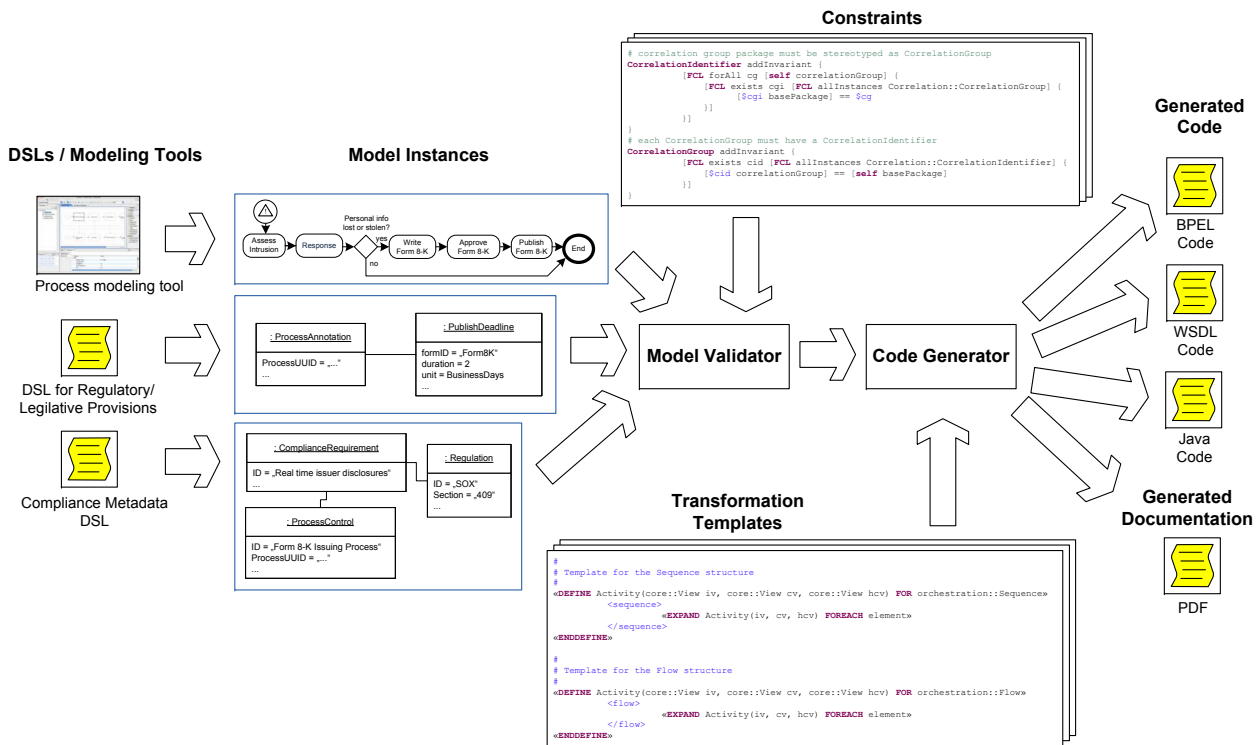 Constraints
# correlation group package must be stereotyped as CorrelationGroup
CorrelationIdentifier addInvariant {
[FCL forAll cg [self correlationGroup] {
[FCL exists cgi [FCL allInstances Correlation::CorrelationGroup] {
[$cgi basePackage] == $cg
}]
}]
}
# each CorrelationGroup must have a CorrelationIdentifier
CorrelationGroup addInvariant {
[FCL exists cid [FCL allInstances Correlation::CorrelationIdentifier] {
[$cid correlationGroup] == [self basePackage]
}]
}
DSLs / Modeling Tools
Process modeling tool
DSL for Regulatory/
Legilative Provisions
Compliance Metadata
DSL
Model Instances
Assess
Intrusion
Response
Personal info
lost or stolen?
yes
no
Write
Form 8-K
Approve
Form 8-K
Publish
Form 8-K
End
: ProcessAnnotation
ProcessUUID = „...“
...
: PublishDeadline
formID = „Form8K“
duration = 2
unit = BusinessDays
...
: ComplianceRequirement
ID = „Real time issuer disclosures“
...
: Regulation
ID = „SOX“
Section = „409“
...
: ProcessControl
ID = „Form 8-K Issuing Process“
ProcessUUID = „...“
...
Model Validator
Code Generator
Transformation
Templates
#
# Template for the Sequence structure
#
«DEFINE Activity(core::View iv, core::View cv, core::View hcv) FOR orchestration::Sequence»
<sequence>
«EXPAND Activity(iv, cv, hcv) FOREACH element»
</sequence>
«ENDDEFINE»
#
# Template for the Flow structure
#
«DEFINE Activity(core::View iv, core::View cv, core::View hcv) FOR orchestration::Flow»
<flow>
«EXPAND Activity(iv, cv, hcv) FOREACH element»
</flow>
«ENDDEFINE»
Generated
Code
BPEL
Code
WSDL
Code
Java
Code
Generated
Documentation
PDF